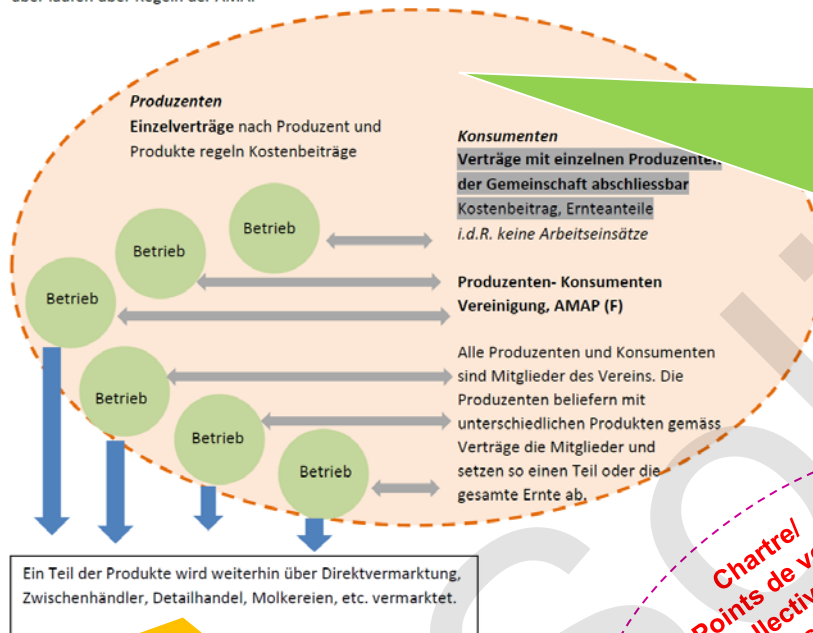 Produzenten
Einzelverträge nach Produzent und
Produkte regeln Kostenbeiträge
Konsumenten
Verträge mit einzelnen Produzenten
der Gemeinschaft abschliessbar
Kostenbeitrag, Ernteanteile
i.d.R. keine Arbeitseinsätze
Betrieb
Betrieb
Betrieb
Produzenten- Konsumenten
Vereinigung, AMAP (F)
Alle Produzenten und Konsumenten
sind Mitglieder des Vereins. Die
Produzenten beliefern mit
unterschiedlichen Produkten gemäss
Verträge die Mitglieder und
setzen so einen Teil oder die
gesamte Ernte ab.
Betrieb
Betrieb
Betrieb
Ein Teil der Produkte wird weiterhin über Direktvermarktung,
Zwischenhändler, Detailhandel, Molkereien, etc. vermarktet.
Chartre/
Points de